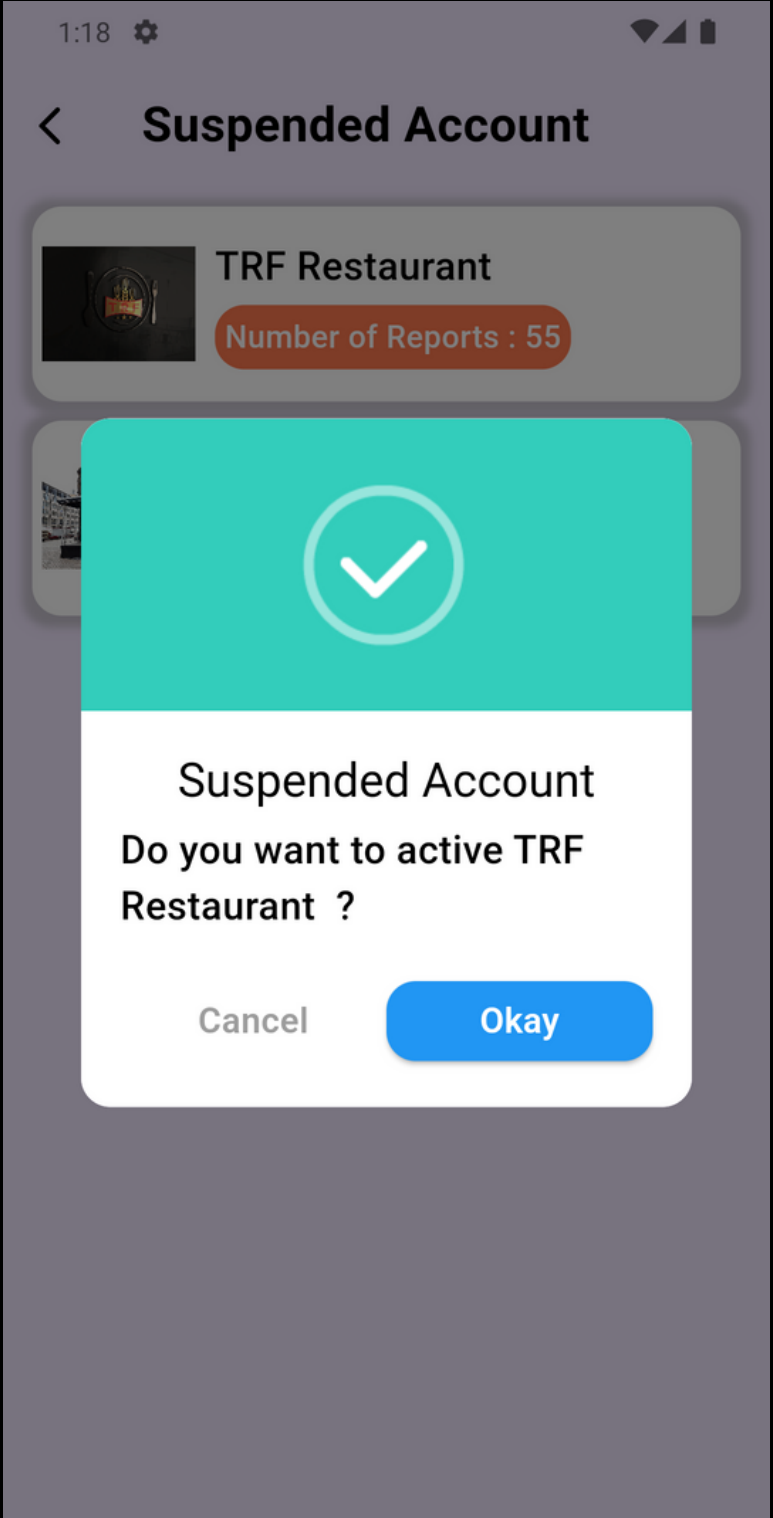 1:18
Suspended Account
TRF Restaurant
Number of Reports : 55
Suspended Account
Do you want to active TRF
Restaurant  ?
Cancel
Okay